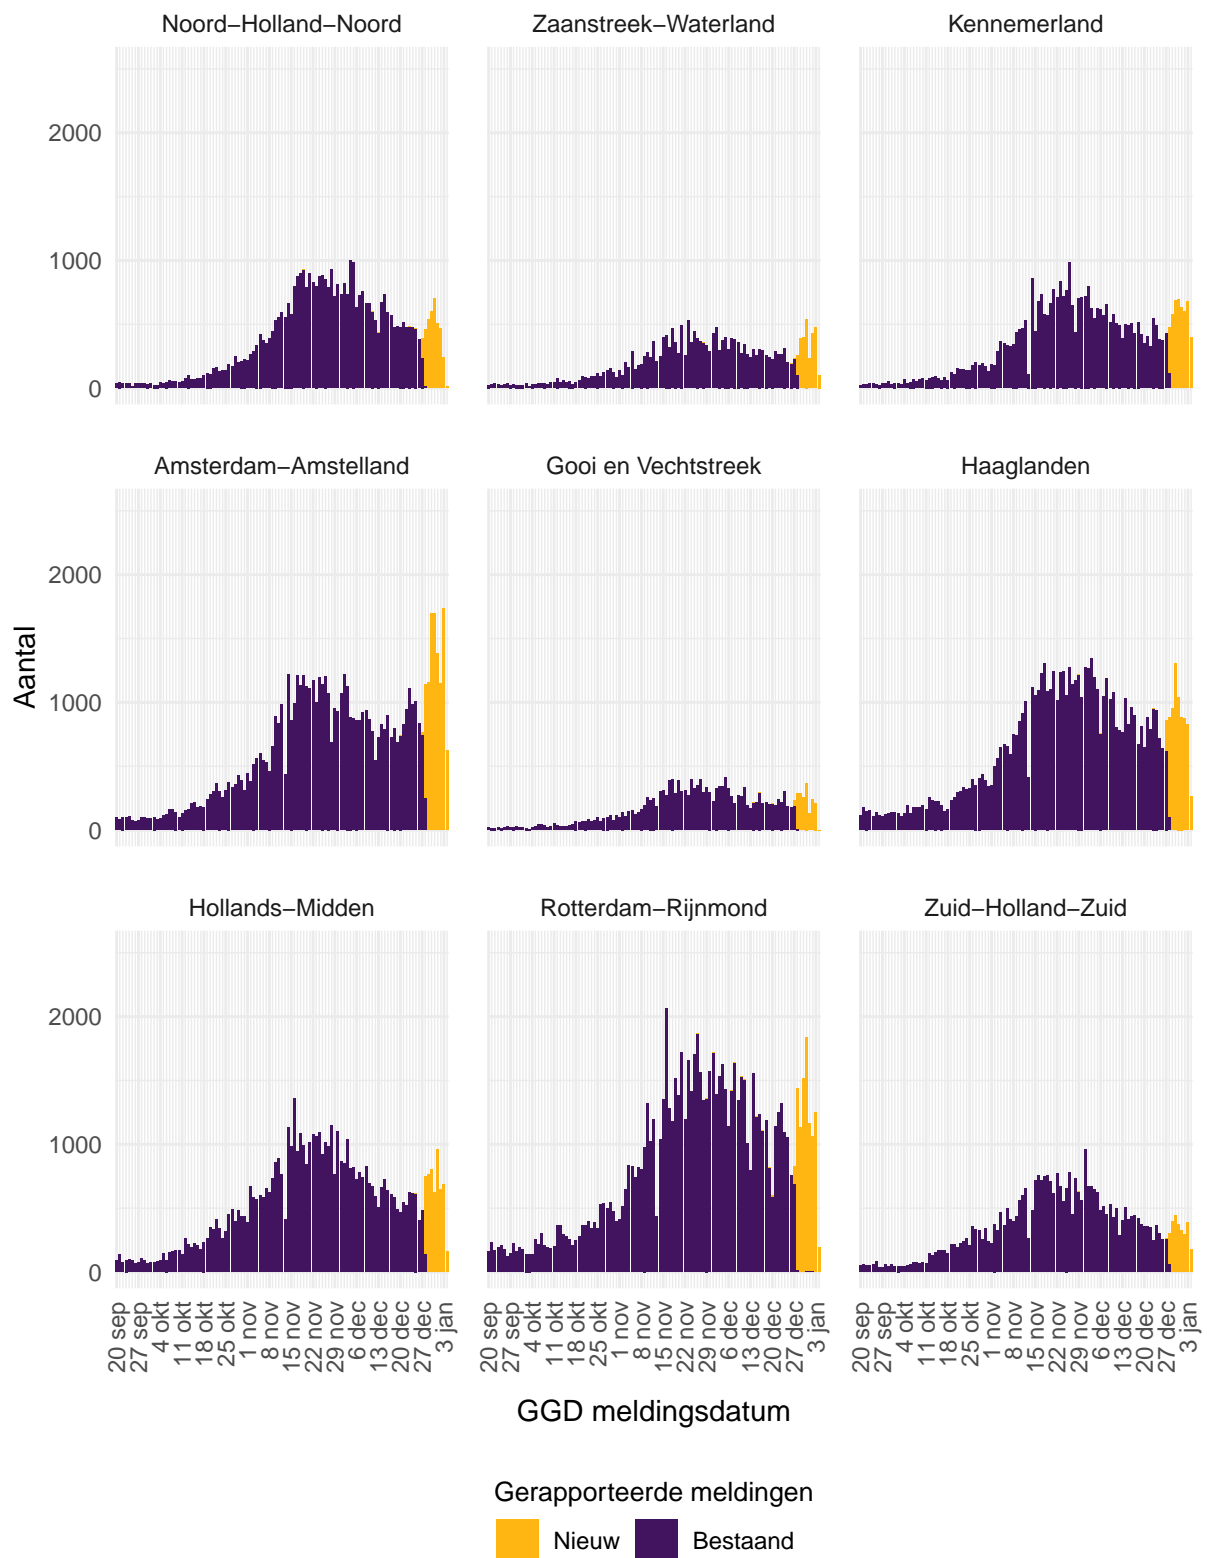 Noord−Holland−Noord Zaanstreek−Waterland Kennemerland
2000
1000
0
Amsterdam−Amstelland Gooi en Vechtstreek Haaglanden
2000
1000
0
Aantal
Hollands−Midden Rotterdam−Rijnmond Zuid−Holland−Zuid
2000
1000
0
20 sep 27 sep 4 okt 11 okt 18 okt 25 okt 1 nov 8 nov 15 nov 22 nov 29 nov 6 dec 13 dec 20 dec 27 dec 3 jan
20 sep 27 sep 4 okt 11 okt 18 okt 25 okt 1 nov 8 nov 15 nov 22 nov 29 nov 6 dec 13 dec 20 dec 27 dec 3 jan
20 sep 27 sep 4 okt 11 okt 18 okt 25 okt 1 nov 8 nov 15 nov 22 nov 29 nov 6 dec 13 dec 20 dec 27 dec 3 jan
GGD meldingsdatum
Gerapporteerde meldingen
Nieuw Bestaand